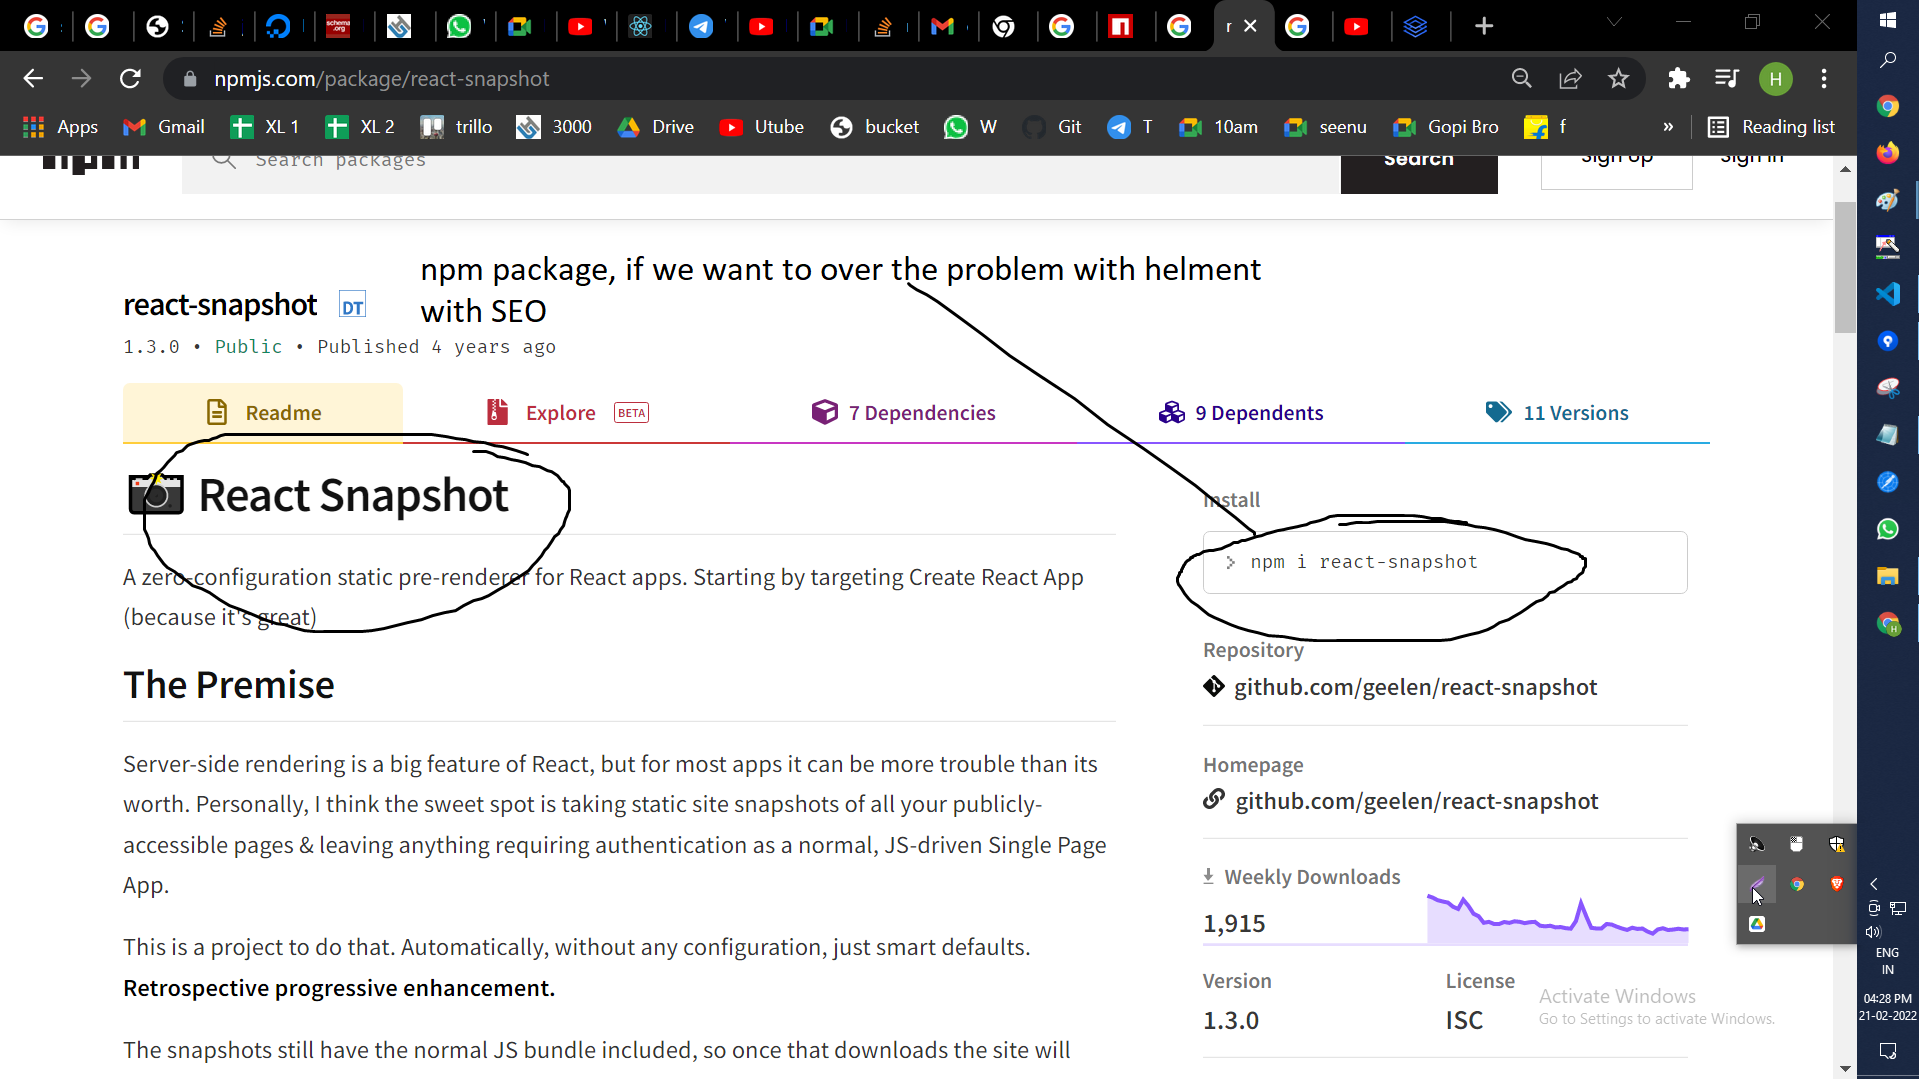 r
npmjs.com/package/react-snapshot
H
Apps
Gmail
XL 1
XL 2
trillo
3000
Drive
Utube
bucket
W
Git
T
10am
seenu
Gopi Bro
f
»
Reading list
npm
Search packages
Search
Sign Up
Sign In
npm package, if we want to over the problem with helment
with SEO
react-snapshot
DT
1.3.0 • Public • Published 4 years ago
Readme
Explore BETA
7 Dependencies
9 Dependents
11 Versions
React Snapshot
A zero-configuration static pre-renderer for React apps. Starting by targeting Create React App
(because it's great)
The Premise
Server-side rendering is a big feature of React, but for most apps it can be more trouble than its
worth. Personally, I think the sweet spot is taking static site snapshots of all your publicly-
accessible pages & leaving anything requiring authentication as a normal, JS-driven Single Page
App.
This is a project to do that. Automatically, without any configuration, just smart defaults.
Retrospective progressive enhancement.
The snapshots still have the normal JS bundle included, so once that downloads the site will
Install
> npm i react-snapshot
Repository
github.com/geelen/react-snapshot
Homepage
github.com/geelen/react-snapshot
Weekly Downloads
1,915
Version
1.3.0
License
ISC
Activate Windows
Go to Settings to activate Windows.
ENG
IN
04:28 PM
21-02-2022